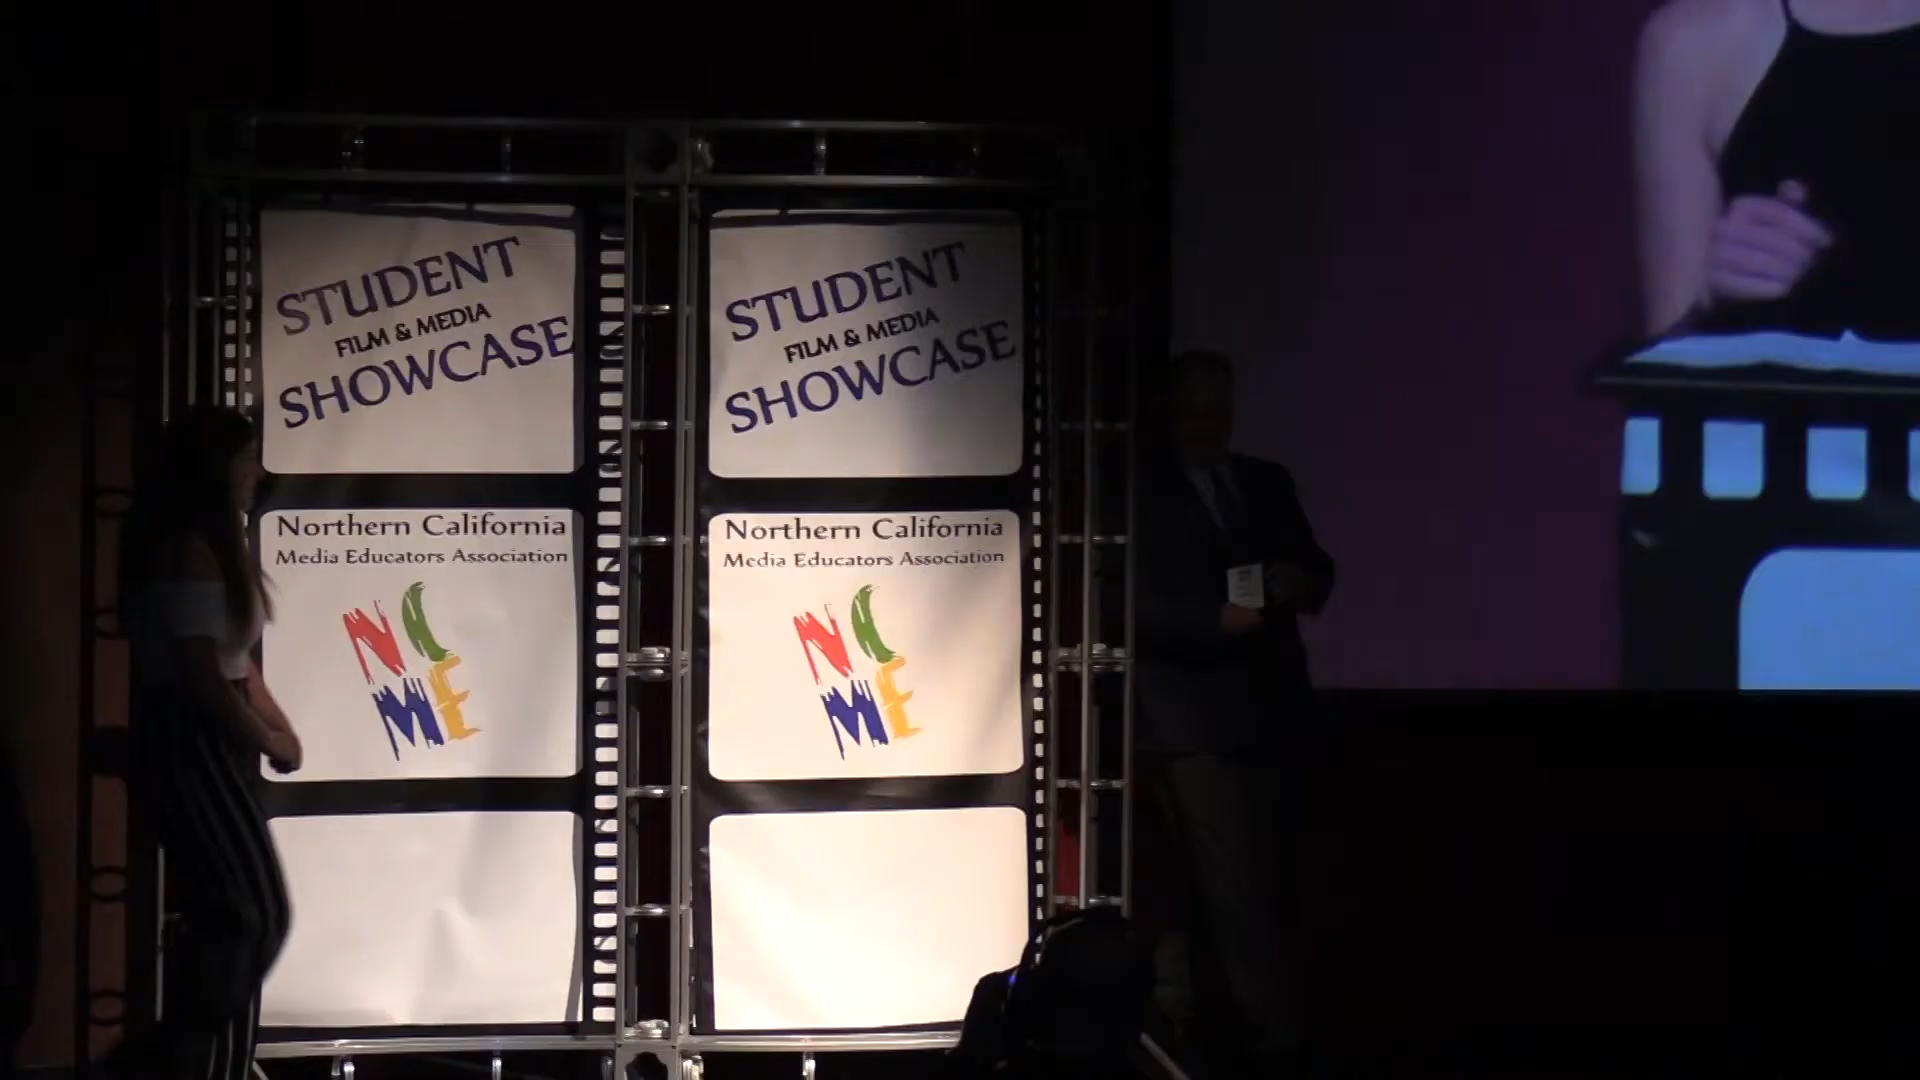 STUDENT
FILM & MEDIA
SHOWCASE
Northern California
Media Educators Association
NC
ME
STUDENT
FILM & MEDIA
SHOWCASE
Northern California
Media Educators Association
NC
ME